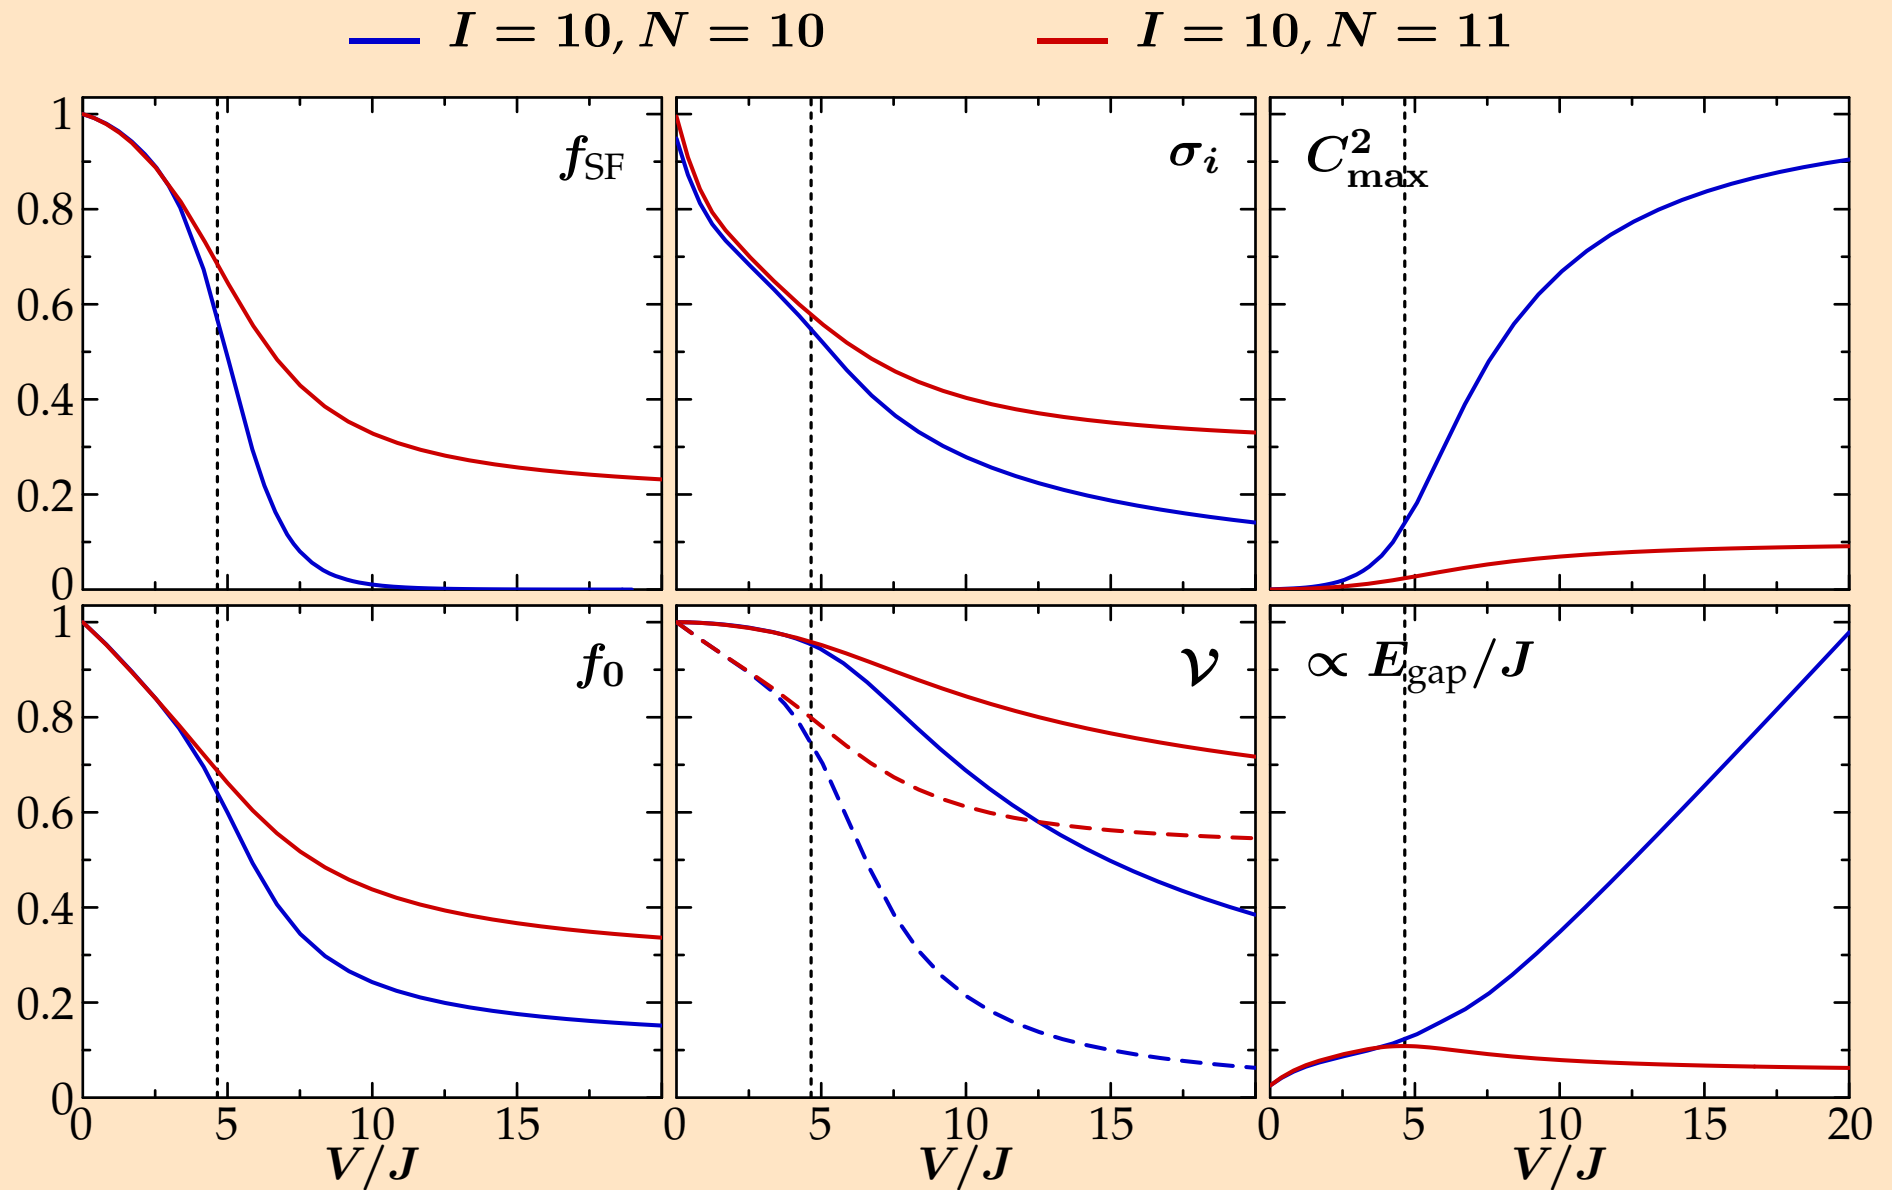 I = 10, N = 10
I = 10, N = 11
1
0.8
0.6
0.4
0.2
0
f_SF
σ_i
C²_max
1
0.8
0.6
0.4
0.2
0
f_0
𝒱
∝ E_gap/J
0 5 10 15
0 5 10 15
0 5 10 15 20
V/J
V/J
V/J